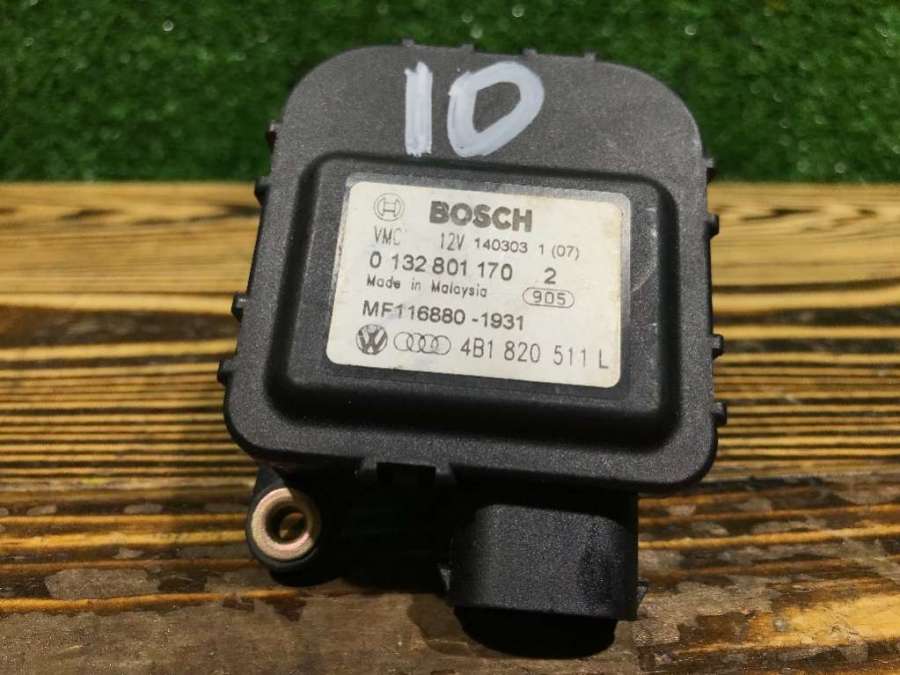 10
BOSCH
VMC 12V 140303 1 (07)
0 132 801 170 2
Made in Malaysia 905
MF116880 -1931
4B1 820 511 L